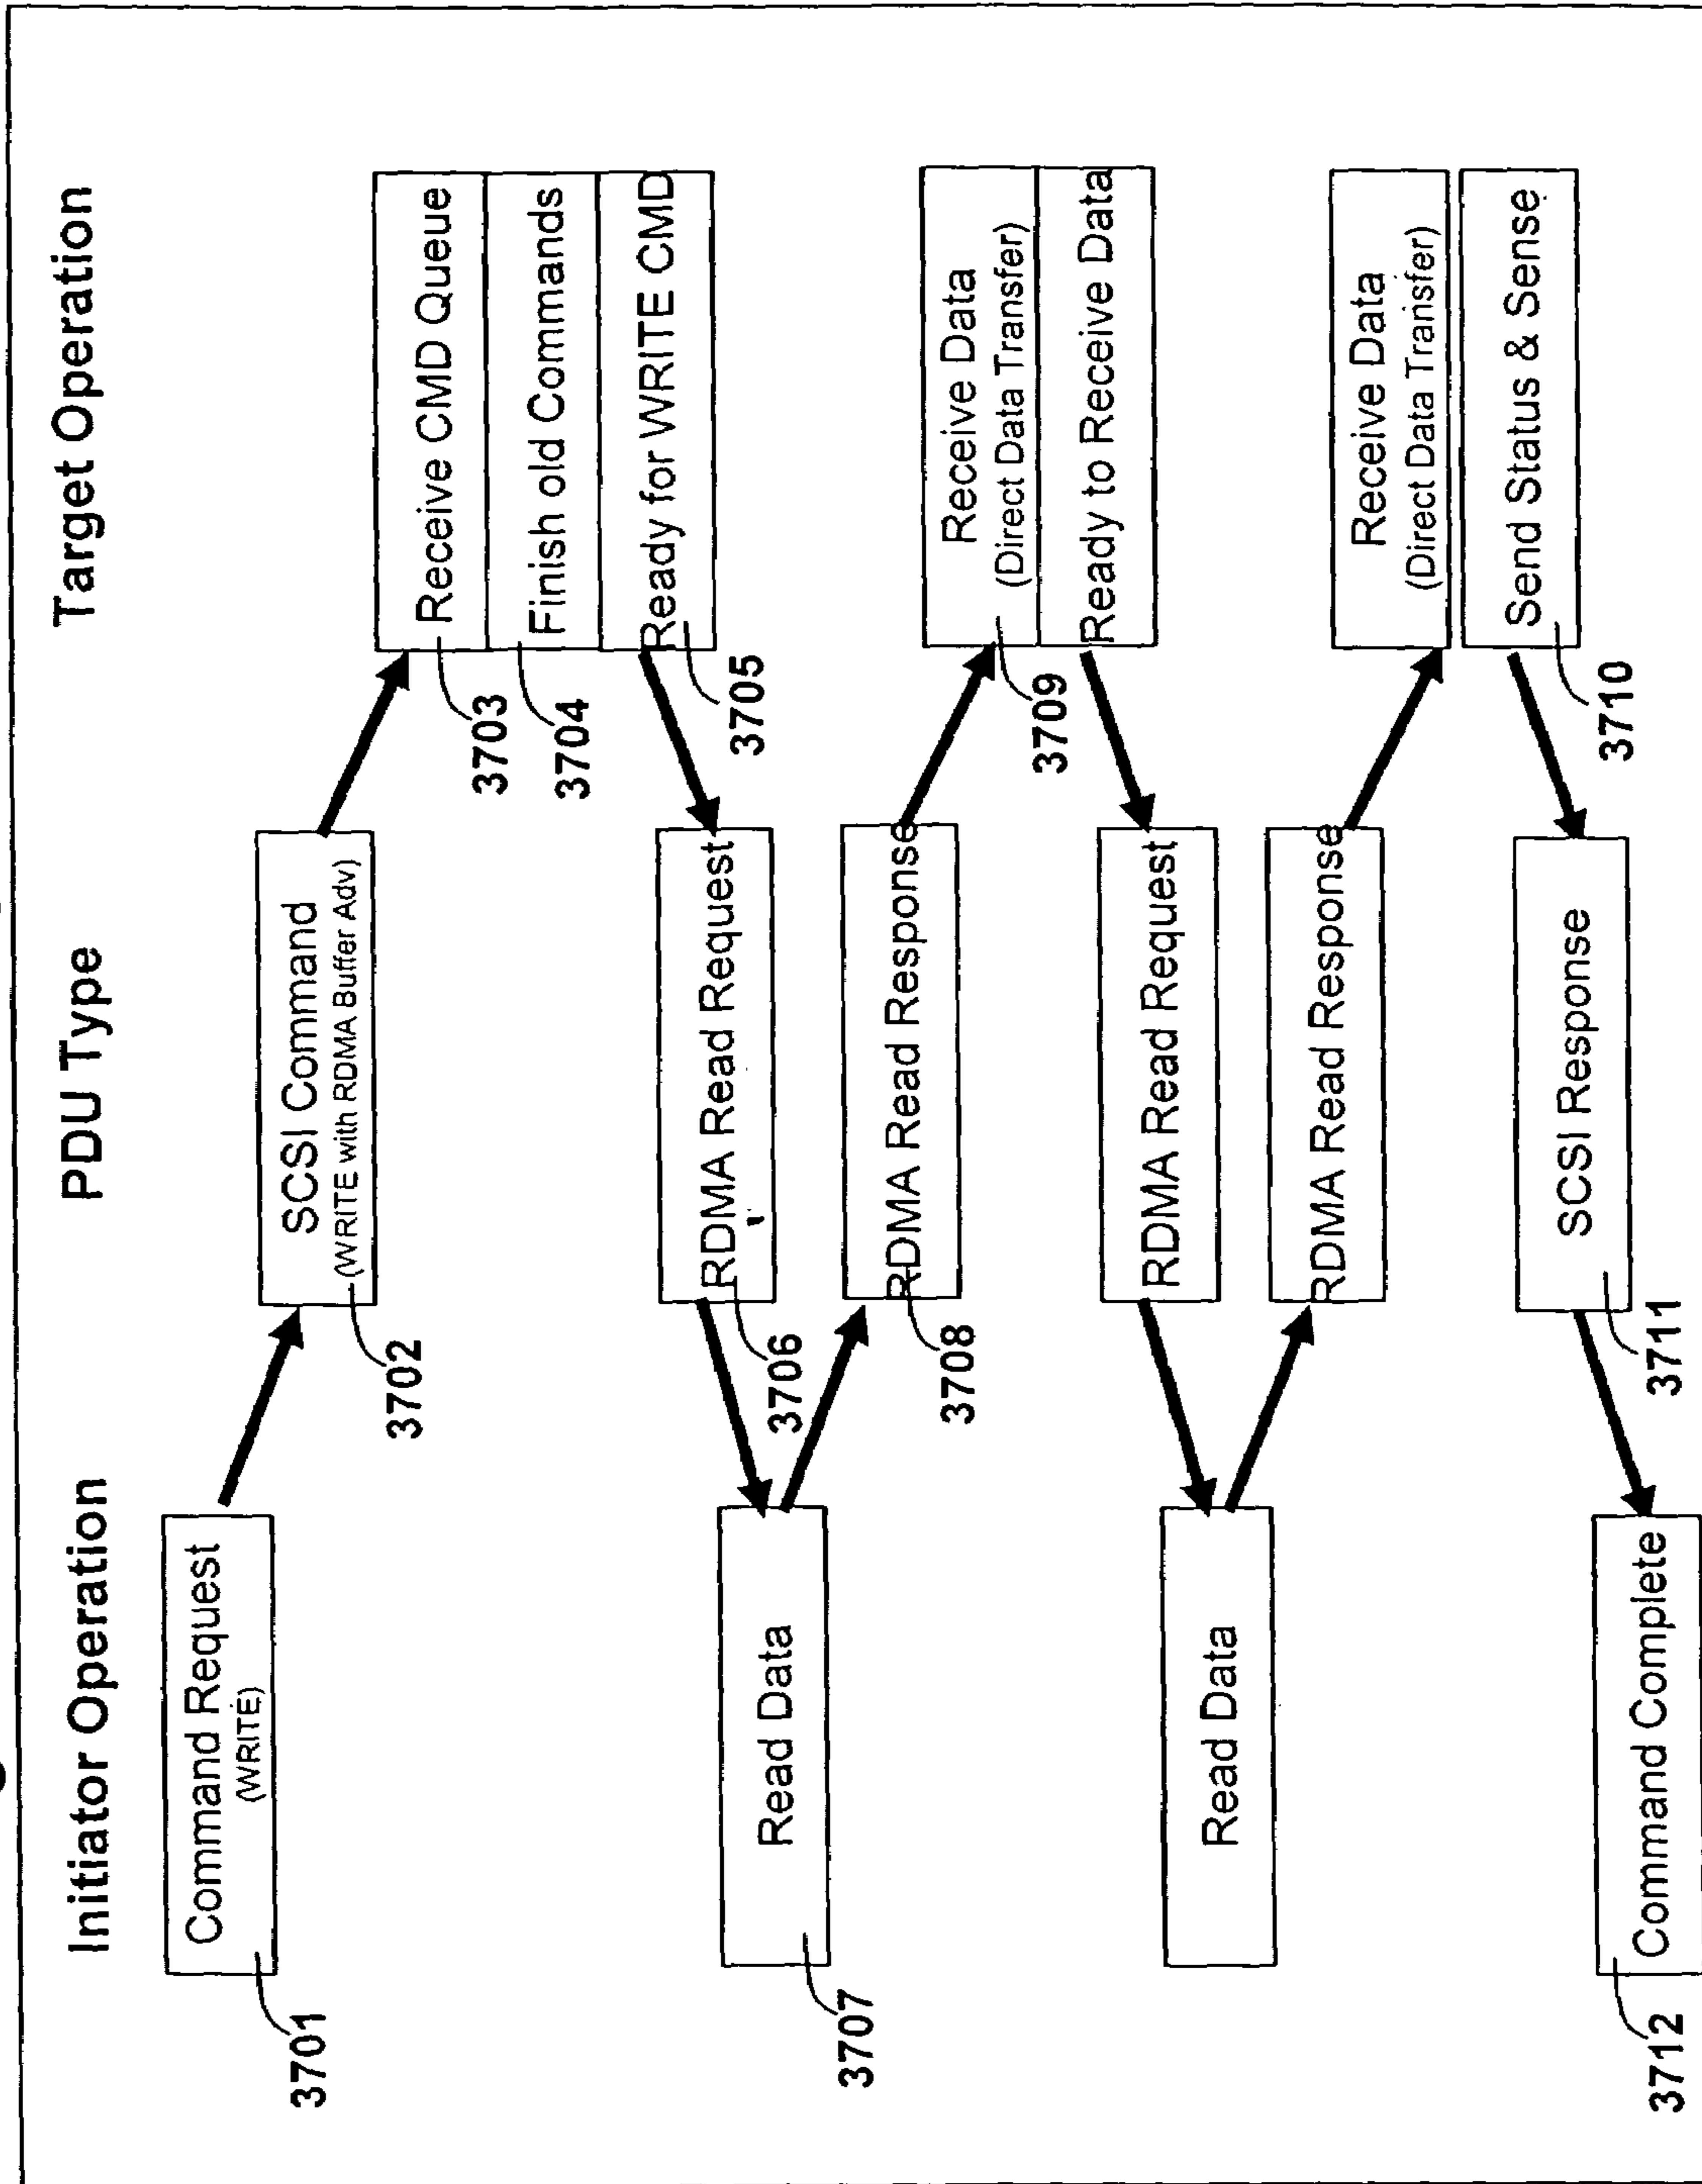 Initiator Operation
PDU Type
Target Operation
Command Request
(WRITE)
3701
SCSI Command
(WRITE with RDMA Buffer Adv)
3702
Receive CMD Queue
3703
Finish old Commands
3704
Ready for WRITE CMD
3705
RDMA Read Request
3706
Read Data
3707
RDMA Read Response
3708
Receive Data
(Direct Data Transfer)
3709
Ready to Receive Data
RDMA Read Request
Read Data
RDMA Read Response
Receive Data
(Direct Data Transfer)
Send Status & Sense
3710
SCSI Response
3711
Command Complete
3712